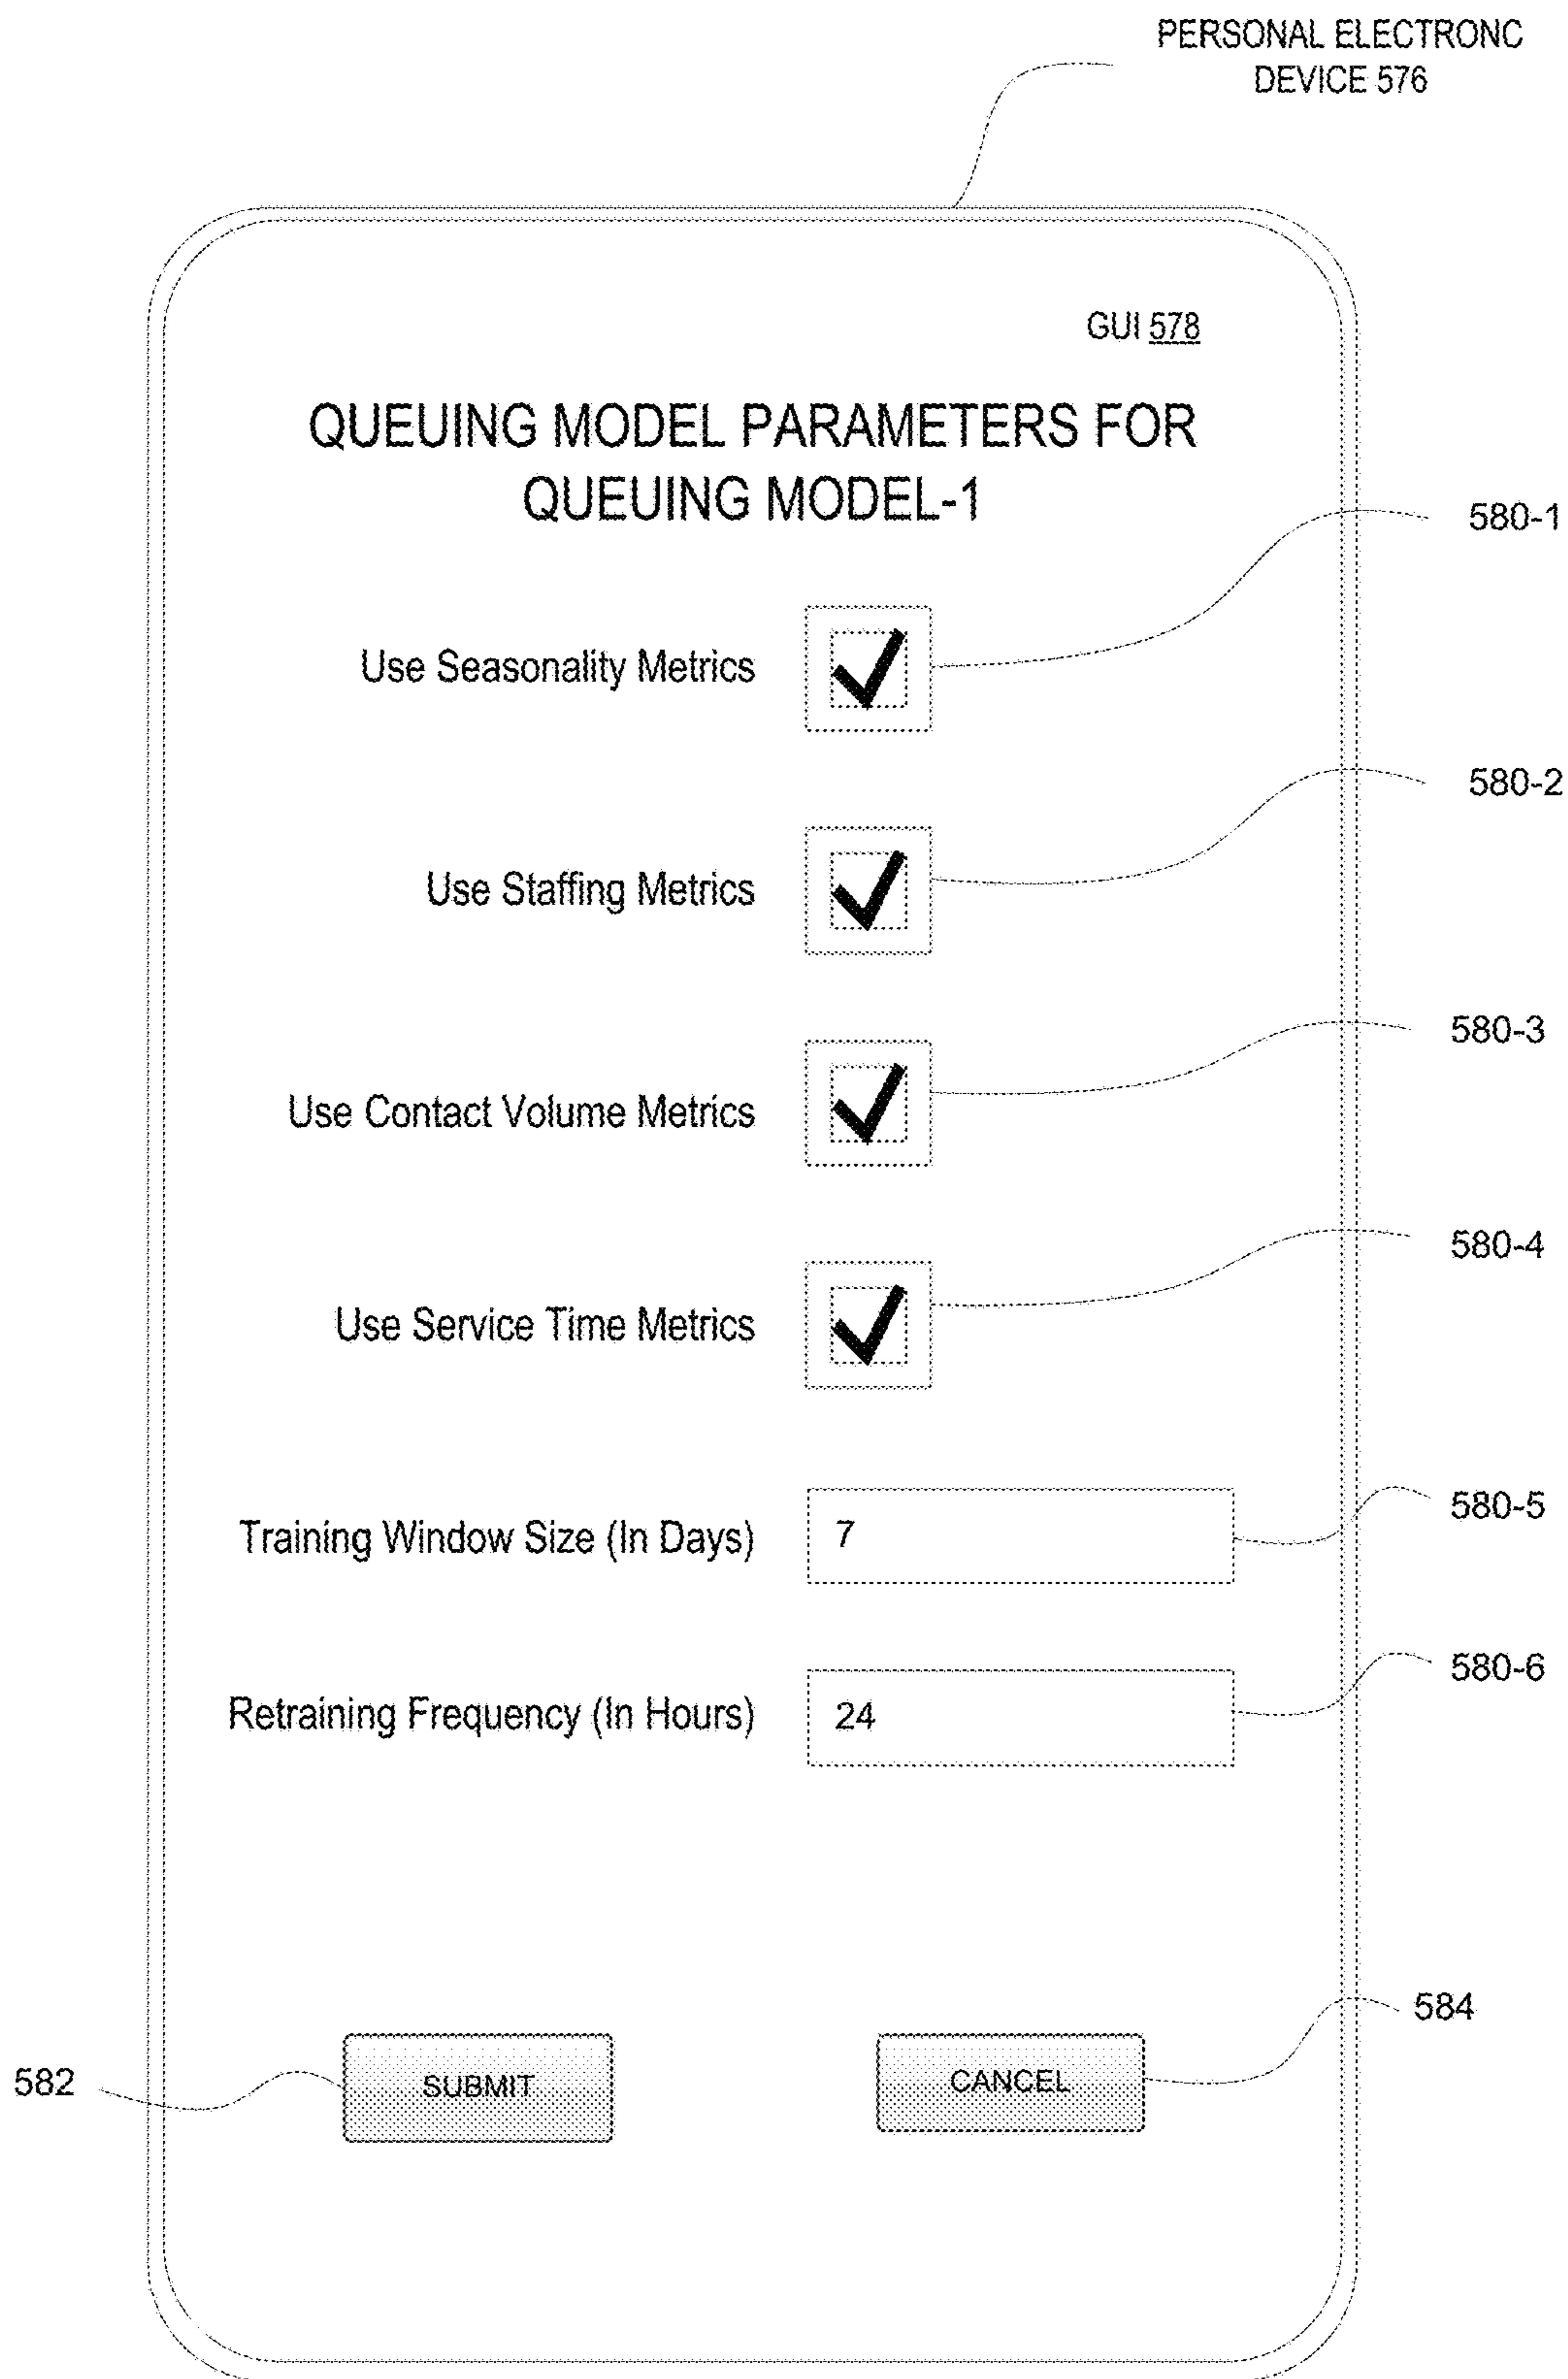 PERSONAL ELECTRONC
DEVICE 576
GUI 578
QUEUING MODEL PARAMETERS FOR
QUEUING MODEL-1
580-1
Use Seasonality Metrics
580-2
Use Staffing Metrics
580-3
Use Contact Volume Metrics
580-4
Use Service Time Metrics
580-5
Training Window Size (In Days) 7
580-6
Retraining Frequency (In Hours) 24
584
582 SUBMIT CANCEL